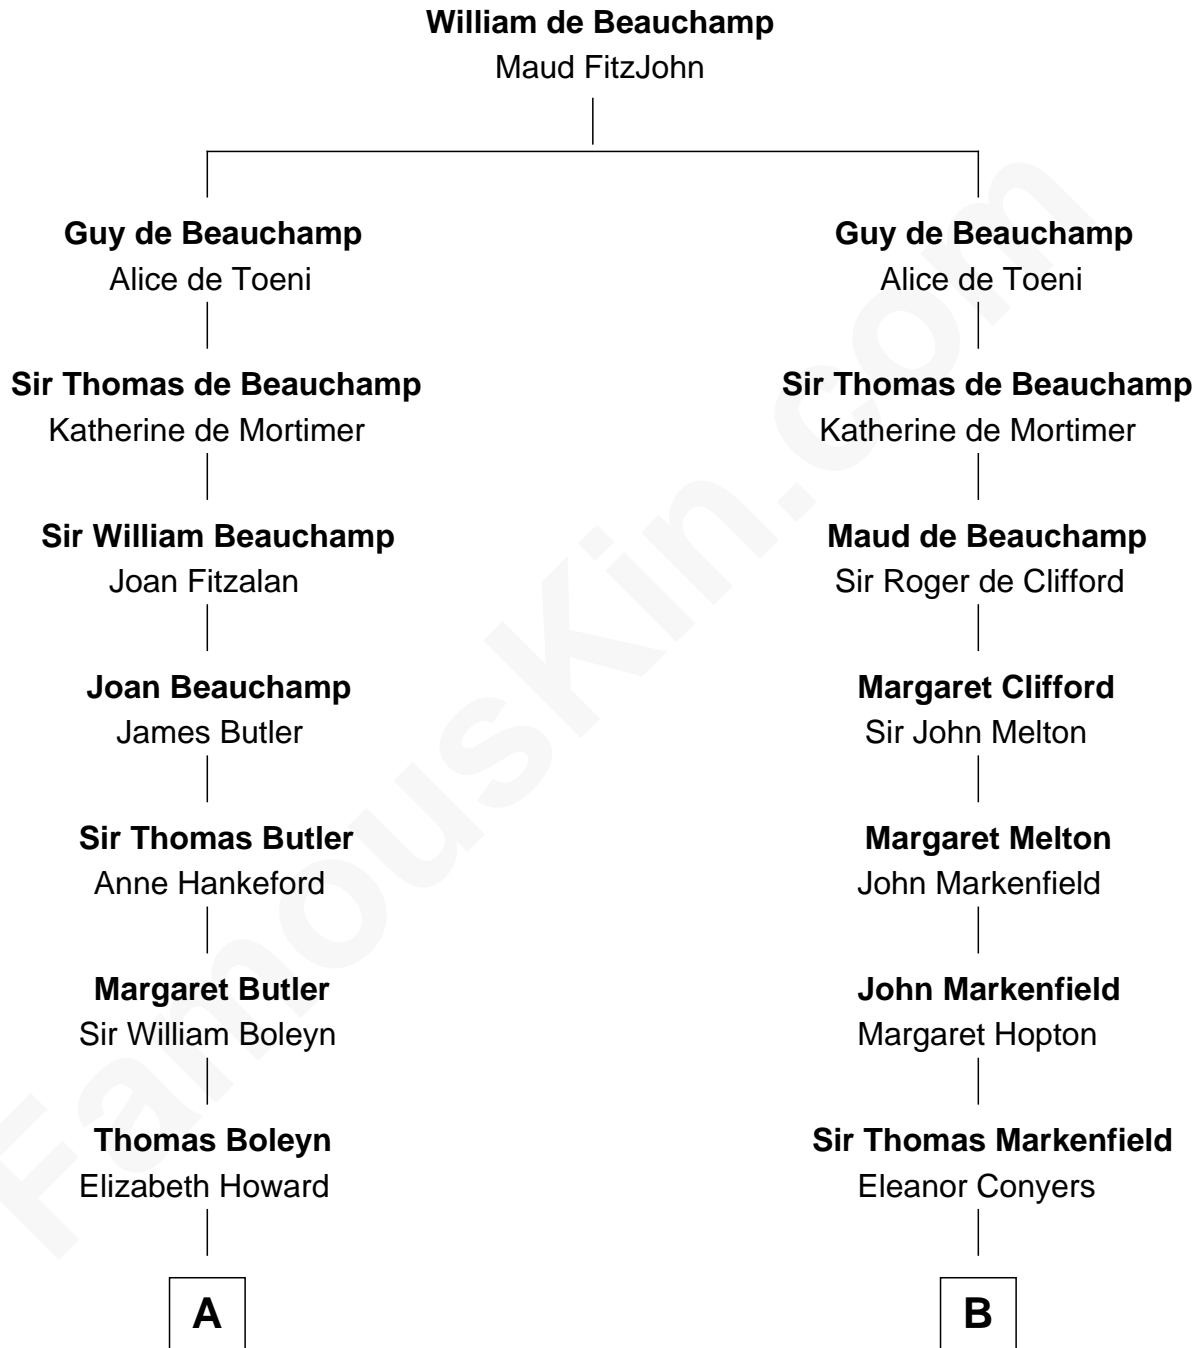 William de Beauchamp
Maud FitzJohn
Guy de Beauchamp
Alice de Toeni
Guy de Beauchamp
Alice de Toeni
Sir Thomas de Beauchamp
Katherine de Mortimer
Sir Thomas de Beauchamp
Katherine de Mortimer
Sir William Beauchamp
Joan Fitzalan
Maud de Beauchamp
Sir Roger de Clifford
Joan Beauchamp
James Butler
Margaret Clifford
Sir John Melton
Sir Thomas Butler
Anne Hankeford
Margaret Melton
John Markenfield
Margaret Butler
Sir William Boleyn
John Markenfield
Margaret Hopton
Thomas Boleyn
Elizabeth Howard
Sir Thomas Markenfield
Eleanor Conyers
A
B
FamousKin.com